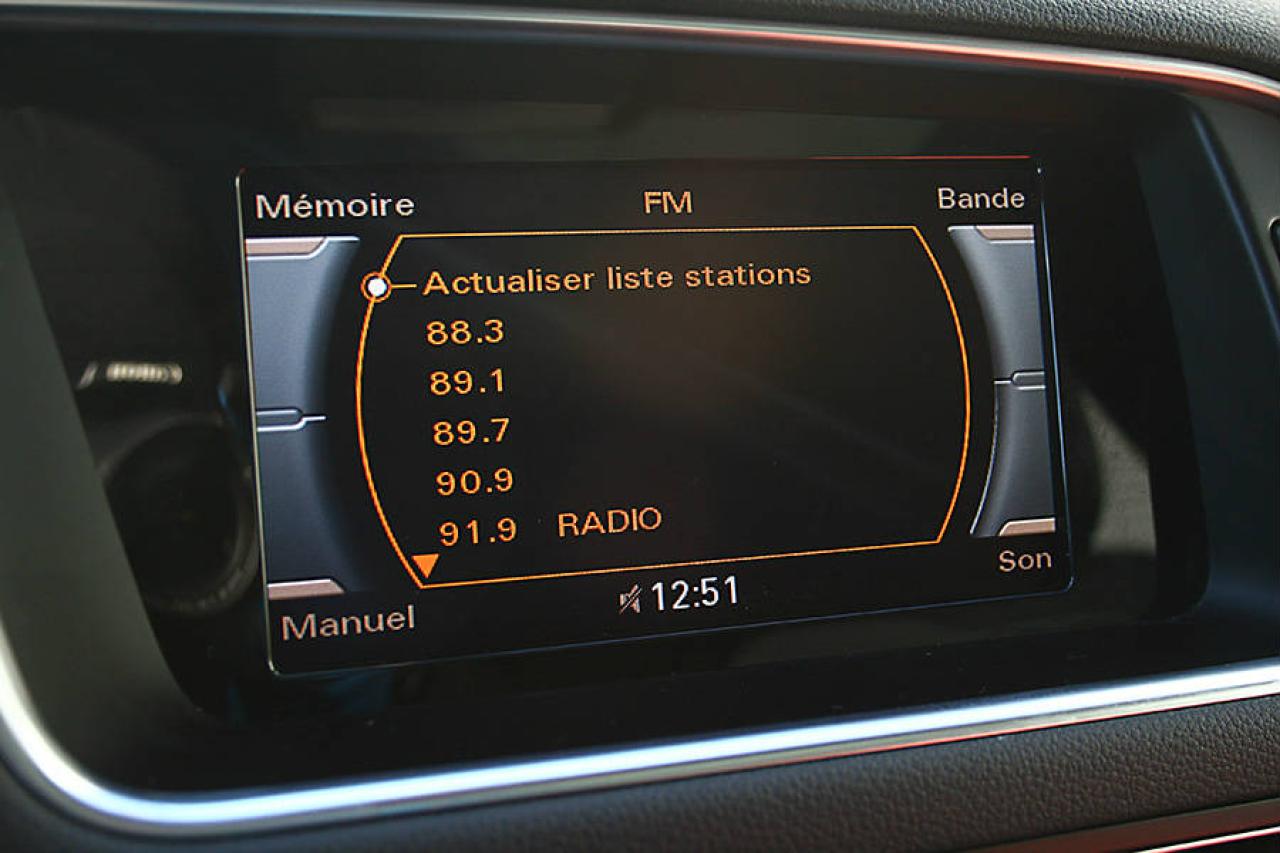 Mémoire FM Bande
Actualiser liste stations
88.3
89.1
89.7
90.9
91.9 RADIO
Manuel 12:51 Son